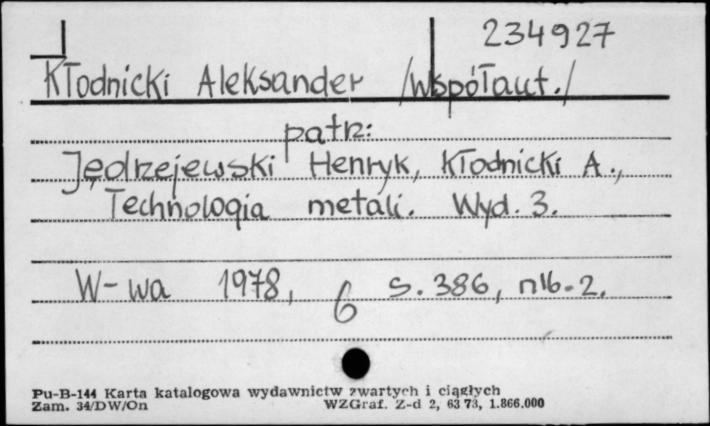 234927
Kłodnicki Aleksander /współaut./
patrz:
Jędrzejewski Henryk, Kłodnicki A.,
Technologia metali. Wyd. 3.
W-wa 1978, 6 s. 386, nlb. 2.
Pu-B-144 Karta katalogowa wydawnictw zwartych i ciągłych
Zam. 34/DW/On WZGraf. Z-d 2, 63 73, 1.866.000